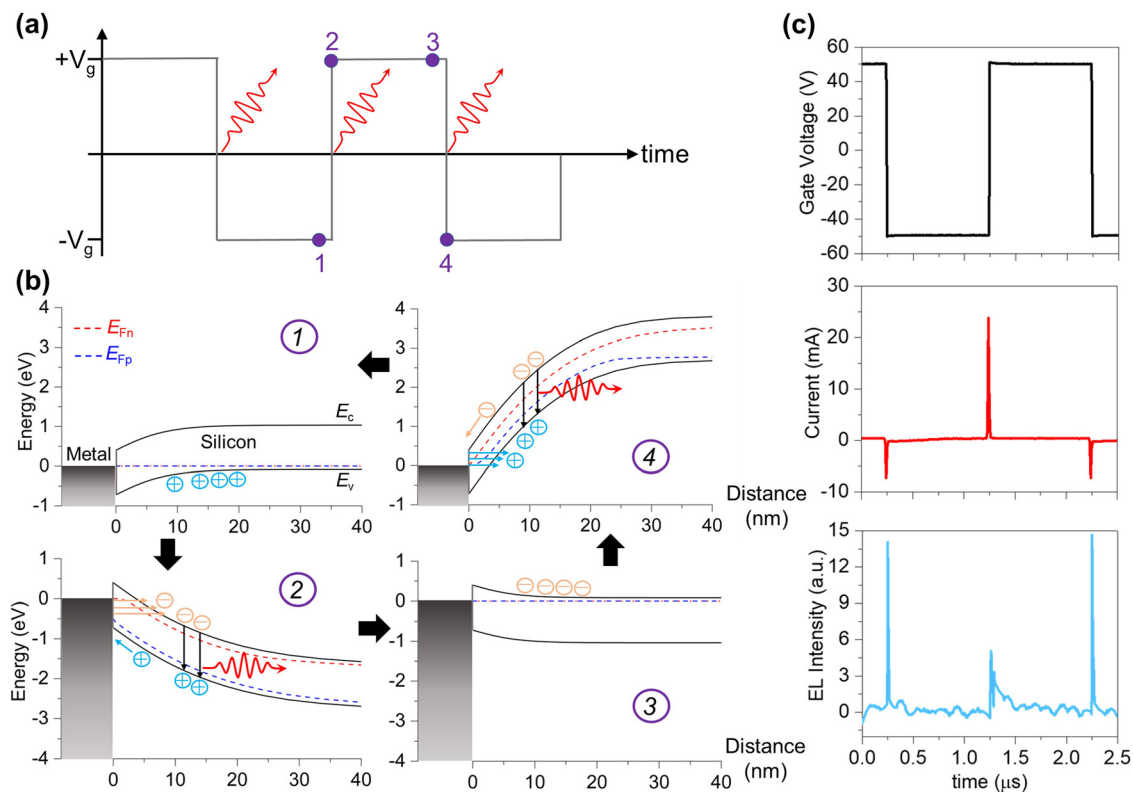 (a)
+Vg
-Vg
time
1
2
3
4
(b)
Energy (eV)
4
3
2
1
0
-1
EFn
EFp
1
Ec
Silicon
Metal
Ev
0 10 20 30 40
4
3
2
1
0
-1
4
0 10 20 30 40
Distance
(nm)
Energy (eV)
1
0
-1
-2
-3
-4
2
0 10 20 30 40
1
0
-1
-2
-3
-4
3
0 10 20 30 40
Distance
(nm)
(c)
Gate Voltage (V)
60
40
20
0
-20
-40
-60
Current (mA)
30
20
10
0
-10
EL Intensity (a.u.)
15
12
9
6
3
0
0.0 0.5 1.0 1.5 2.0 2.5
time (μs)